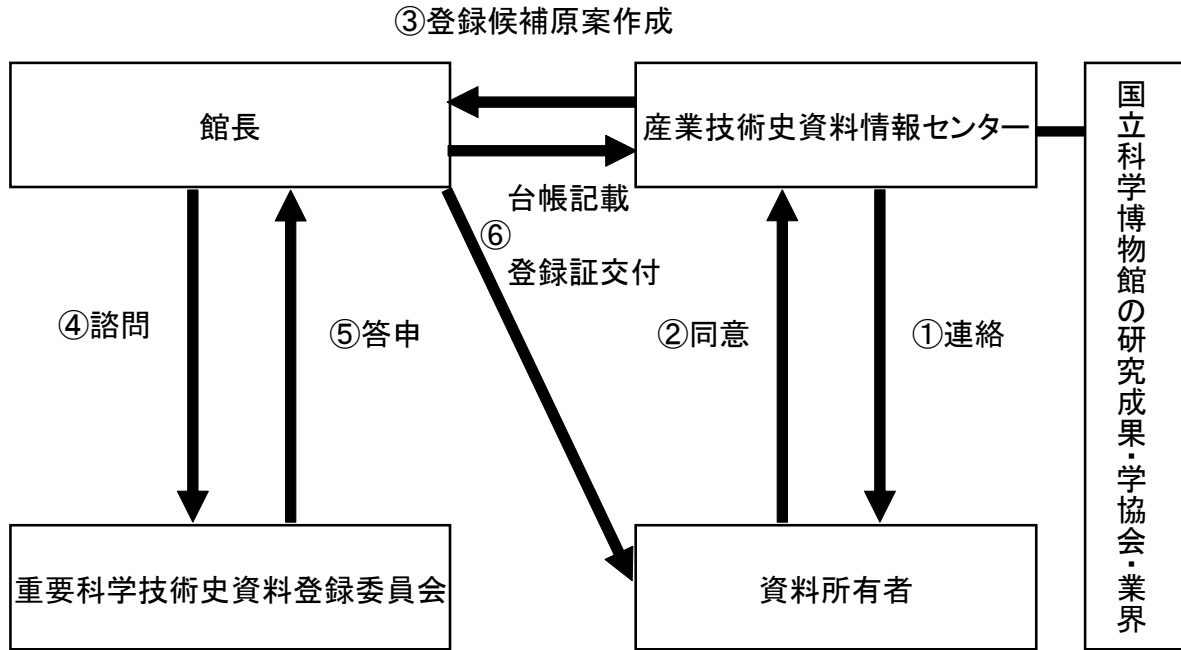 ③登録候補原案作成
館長
産業技術史資料情報センター
国立科学博物館の研究成果・学協会・業界
台帳記載
⑥
登録証交付
④諮問
⑤答申
②同意
①連絡
重要科学技術史資料登録委員会
資料所有者